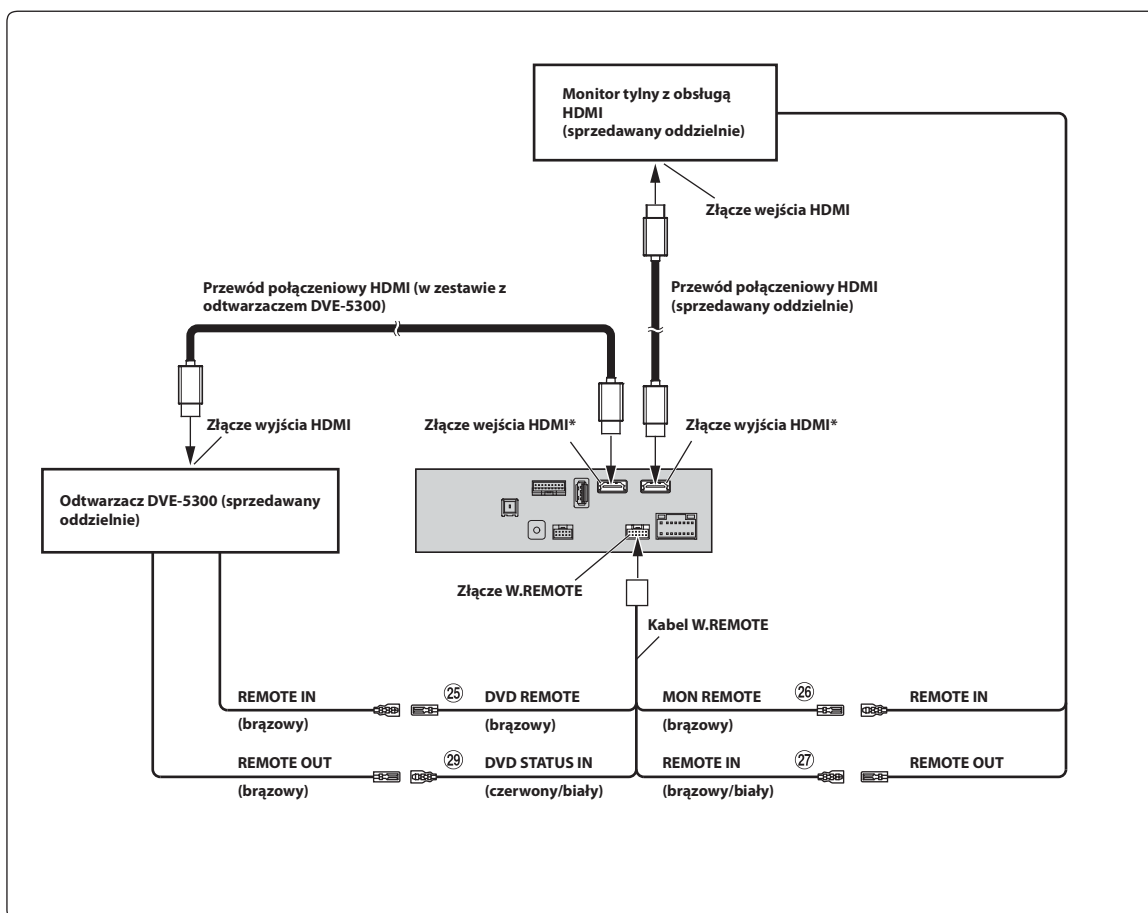 Monitor tylny z obsługą
HDMI
(sprzedawany oddzielnie)
Złącze wejścia HDMI
Przewód połączeniowy HDMI (w zestawie z
odtwarzaczem DVE-5300)
Przewód połączeniowy HDMI
(sprzedawany oddzielnie)
Złącze wyjścia HDMI
Złącze wejścia HDMI*
Złącze wyjścia HDMI*
Odtwarzacz DVE-5300 (sprzedawany
oddzielnie)
Złącze W.REMOTE
Kabel W.REMOTE
REMOTE IN
(brązowy)
㉕
DVD REMOTE
(brązowy)
MON REMOTE
(brązowy)
㉖
REMOTE IN
REMOTE OUT
(brązowy)
㉙
DVD STATUS IN
(czerwony/biały)
REMOTE IN
(brązowy/biały)
㉗
REMOTE OUT